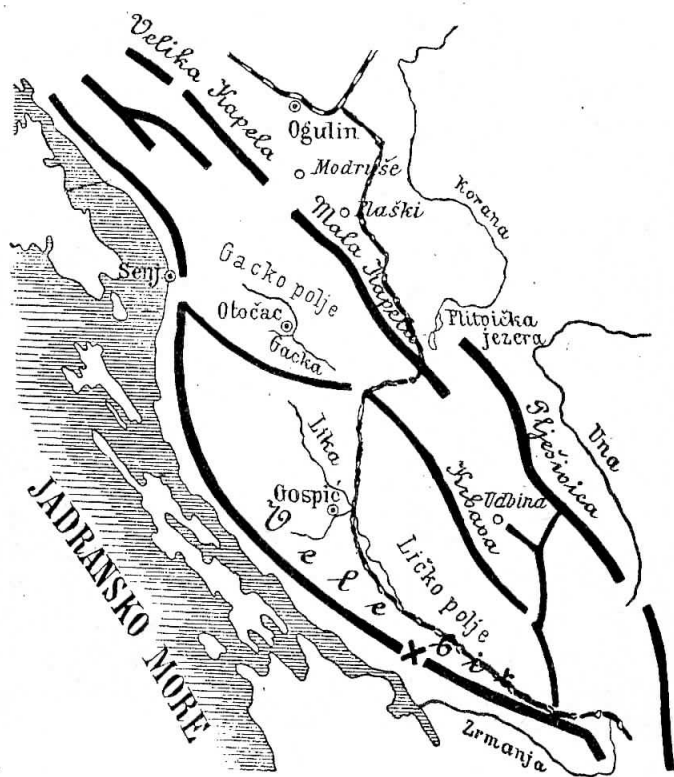 Velika Kapela
Ogulin
Modruše
Plaški
Korana
Mala Kapela
Senj
Gacko polje
Otočac
Gacka
Plitvička
jezera
Lika
Gospić
Velebit
Krbava
Udbina
Plješivica
Una
Ličko polje
JADRANSKO MORE
Zrmanja